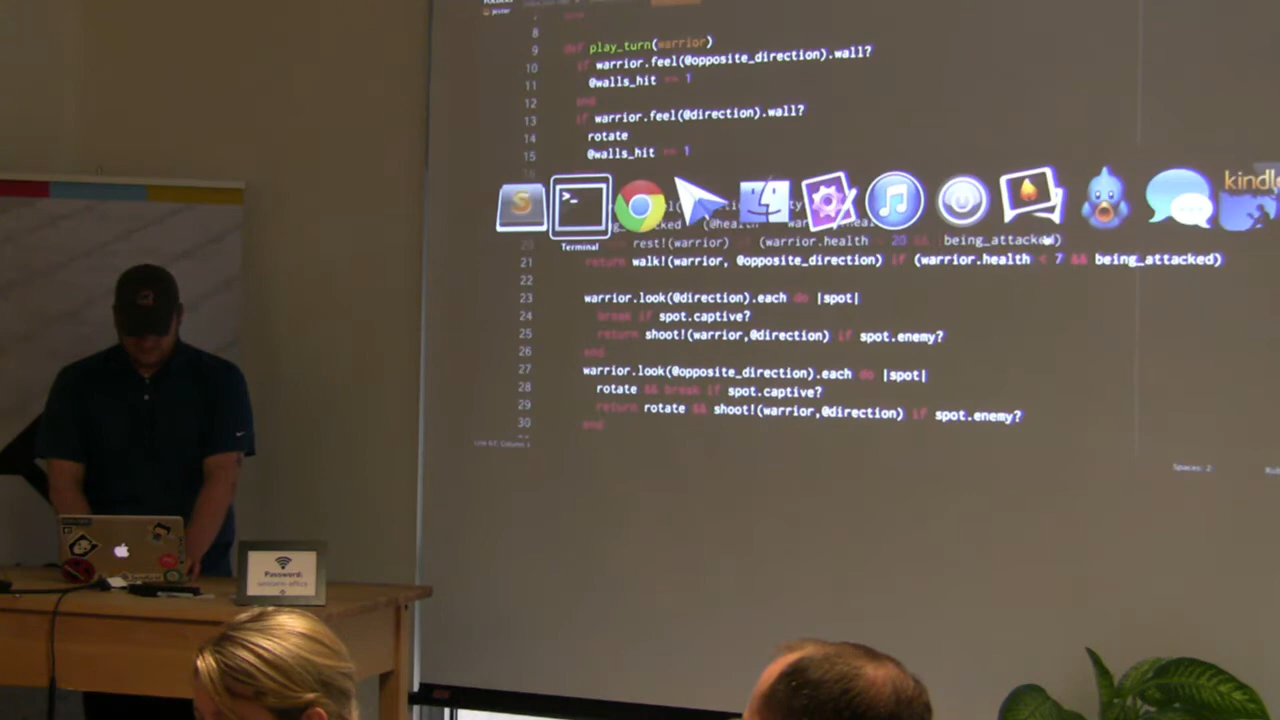 8
9 def play_turn(warrior)
10 if warrior.feel(@opposite_direction).wall?
11 @walls_hit += 1
12 end
13 if warrior.feel(@direction).wall?
14 rotate
15 @walls_hit += 1
Terminal
kindle
20 rest!(warrior) (warrior.health 20 && being_attacked)
21 return walk!(warrior, @opposite_direction) if (warrior.health < 7 && being_attacked)
22
23 warrior.look(@direction).each do |spot|
24 break if spot.captive?
25 return shoot!(warrior,@direction) if spot.enemy?
26 end
27 warrior.look(@opposite_direction).each do |spot|
28 rotate && break if spot.captive?
29 return rotate && shoot!(warrior,@direction) if spot.enemy?
30 end
Spaces: 2
Password: